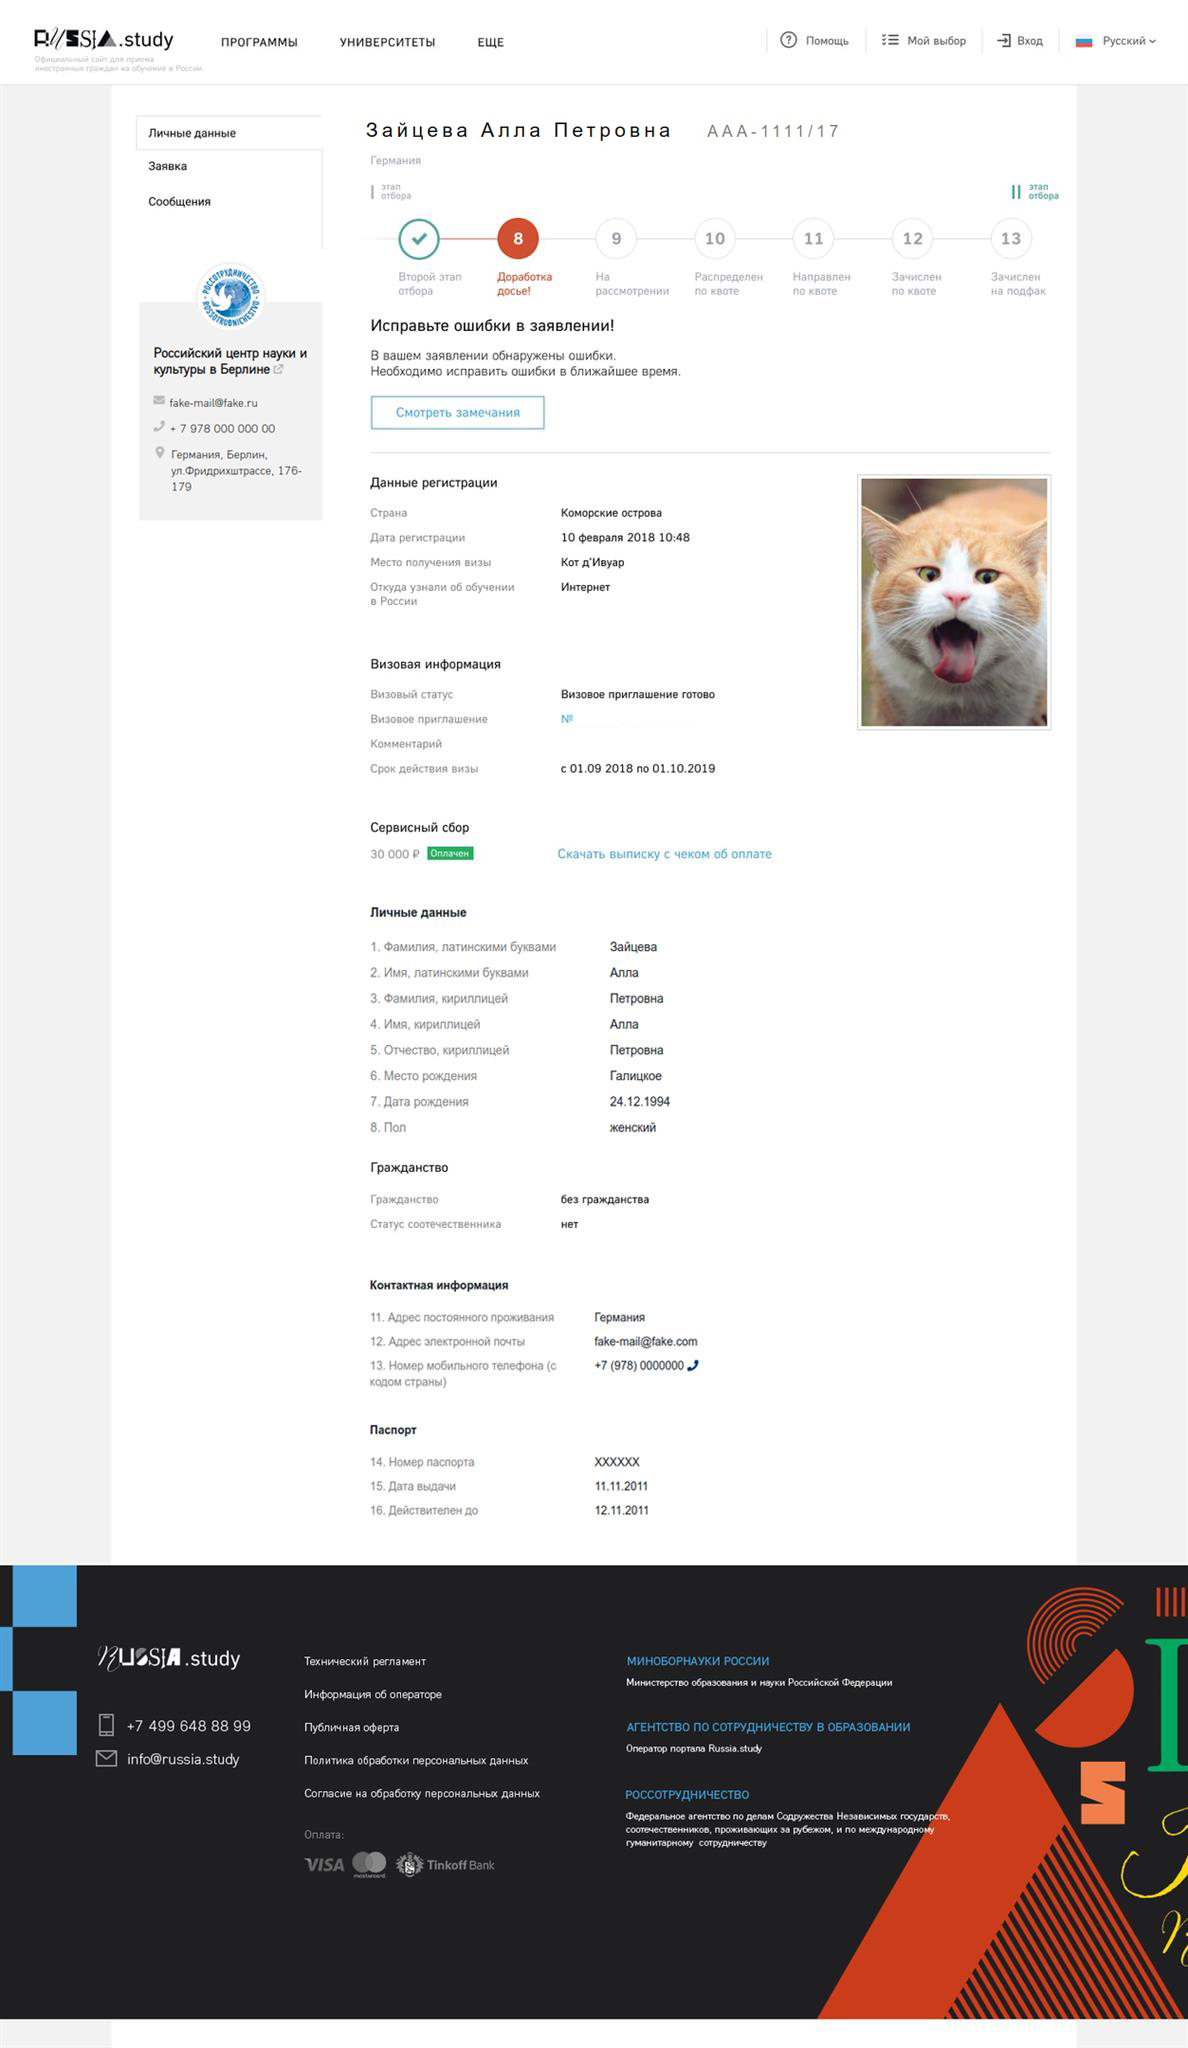 RUSSIA.study
Официальный сайт для приема
иностранных граждан на обучение в России
ПРОГРАММЫ
УНИВЕРСИТЕТЫ
ЕЩЕ
Помощь
Мой выбор
Вход
Русский
Личные данные
Заявка
Сообщения
РОССОТРУДНИЧЕСТВО
ROSSOTRUDNICHESTVO
Российский центр науки и
культуры в Берлине
fake-mail@fake.ru
+ 7 978 000 000 00
Германия, Берлин,
ул.Фридрихштрассе, 176-
179
Зайцева Алла Петровна ААА-1111/17
Германия
I этап
отбора
II этап
отбора
8 9 10 11 12 13
Второй этап
отбора
Доработка
досье!
На
рассмотрении
Распределен
по квоте
Направлен
по квоте
Зачислен
по квоте
Зачислен
на подфак
Исправьте ошибки в заявлении!
В вашем заявлении обнаружены ошибки.
Необходимо исправить ошибки в ближайшее время.
Смотреть замечания
Данные регистрации
Страна Коморские острова
Дата регистрации 10 февраля 2018 10:48
Место получения визы Кот д'Ивуар
Откуда узнали об обучении Интернет
в России
Визовая информация
Визовый статус Визовое приглашение готово
Визовое приглашение №
Комментарий
Срок действия визы с 01.09 2018 по 01.10.2019
Сервисный сбор
30 000 ₽ Оплачен Скачать выписку с чеком об оплате
Личные данные
1. Фамилия, латинскими буквами Зайцева
2. Имя, латинскими буквами Алла
3. Фамилия, кириллицей Петровна
4. Имя, кириллицей Алла
5. Отчество, кириллицей Петровна
6. Место рождения Галицкое
7. Дата рождения 24.12.1994
8. Пол женский
Гражданство
Гражданство без гражданства
Статус соотечественника нет
Контактная информация
11. Адрес постоянного проживания Германия
12. Адрес электронной почты fake-mail@fake.com
13. Номер мобильного телефона (с +7 (978) 0000000
кодом страны)
Паспорт
14. Номер паспорта XXXXXX
15. Дата выдачи 11.11.2011
16. Действителен до 12.11.2011
RUSSIA.study
+7 499 648 88 99
info@russia.study
Технический регламент
Информация об операторе
Публичная оферта
Политика обработки персональных данных
Согласие на обработку персональных данных
Оплата:
VISA mastercard Tinkoff Bank
МИНОБОРНАУКИ РОССИИ
Министерство образования и науки Российской Федерации
АГЕНТСТВО ПО СОТРУДНИЧЕСТВУ В ОБРАЗОВАНИИ
Оператор портала Russia.study
РОССОТРУДНИЧЕСТВО
Федеральное агентство по делам Содружества Независимых государств,
соотечественников, проживающих за рубежом, и по международному
гуманитарному сотрудничеству
S